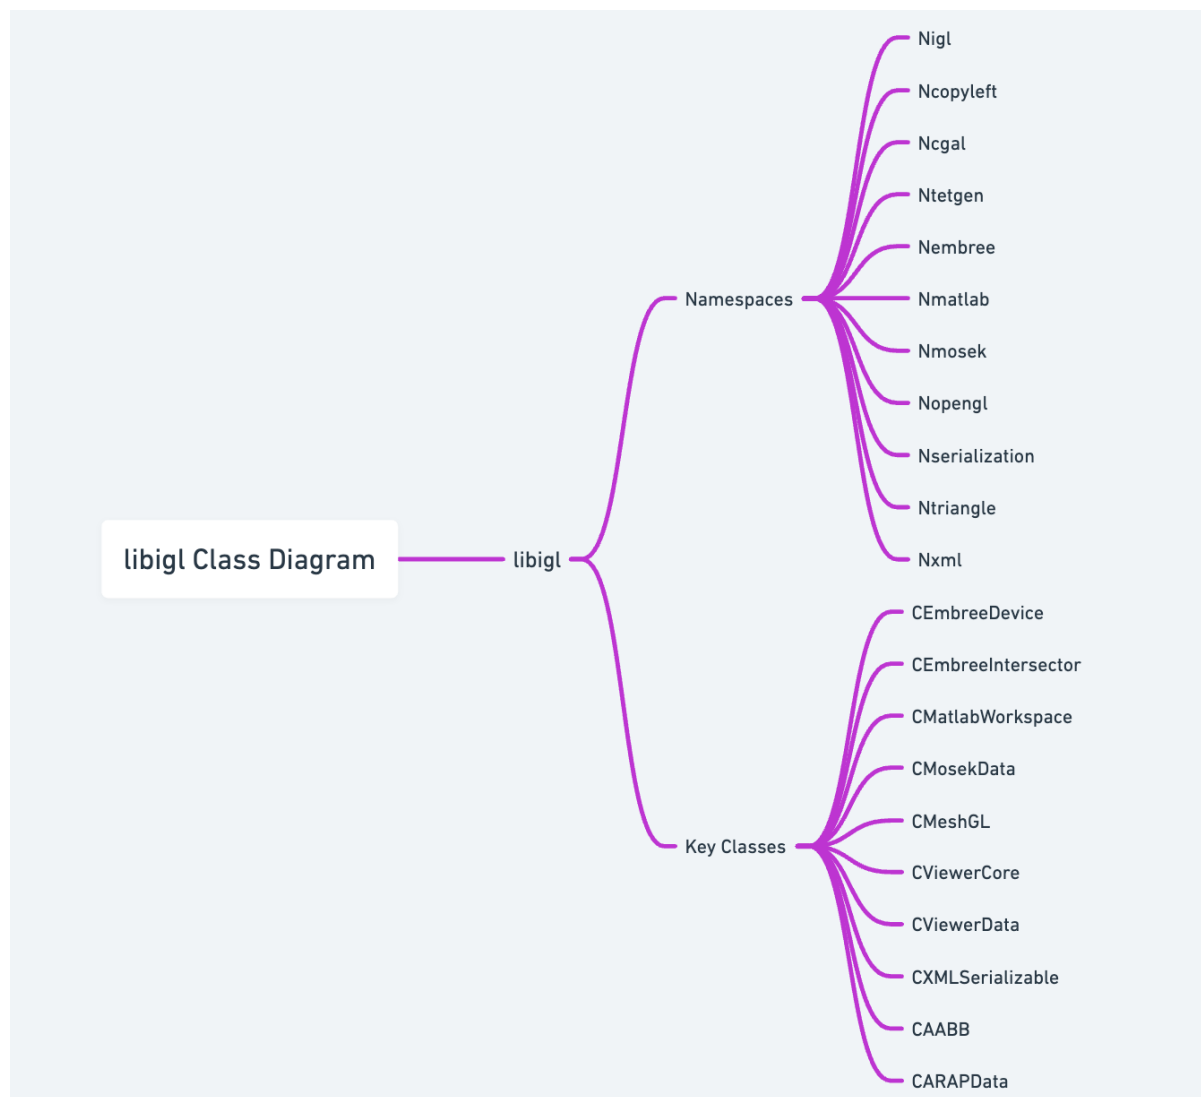 libigl Class Diagram
libigl
Namespaces
Nigl
Ncopyleft
Ncgal
Ntetgen
Nembree
Nmatlab
Nmosek
Nopengl
Nserialization
Ntriangle
Nxml
Key Classes
CEmbreeDevice
CEmbreeIntersector
CMatlabWorkspace
CMosekData
CMeshGL
CViewerCore
CViewerData
CXMLSerializable
CAABB
CARAPData